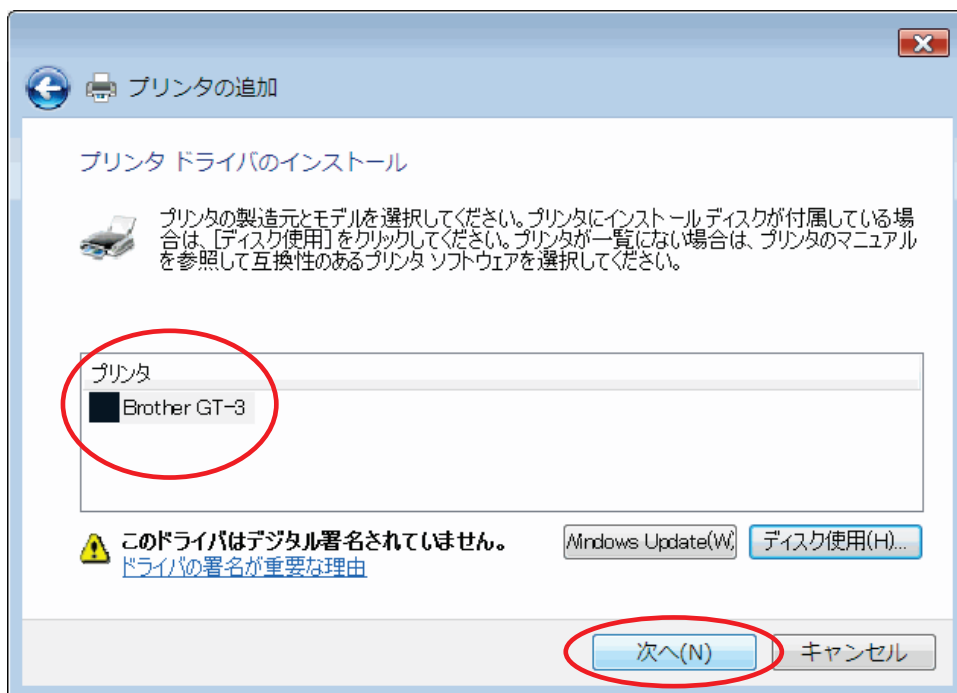 プリンタの追加
プリンタ ドライバのインストール
プリンタの製造元とモデルを選択してください。プリンタにインストール ディスクが付属している場
合は、[ディスク使用] をクリックしてください。プリンタが一覧にない場合は、プリンタのマニュアル
を参照して互換性のあるプリンタ ソフトウェアを選択してください。
プリンタ
Brother GT-3
このドライバはデジタル署名されていません。
ドライバの署名が重要な理由
Windows Update(W)
ディスク使用(H)...
次へ(N)
キャンセル